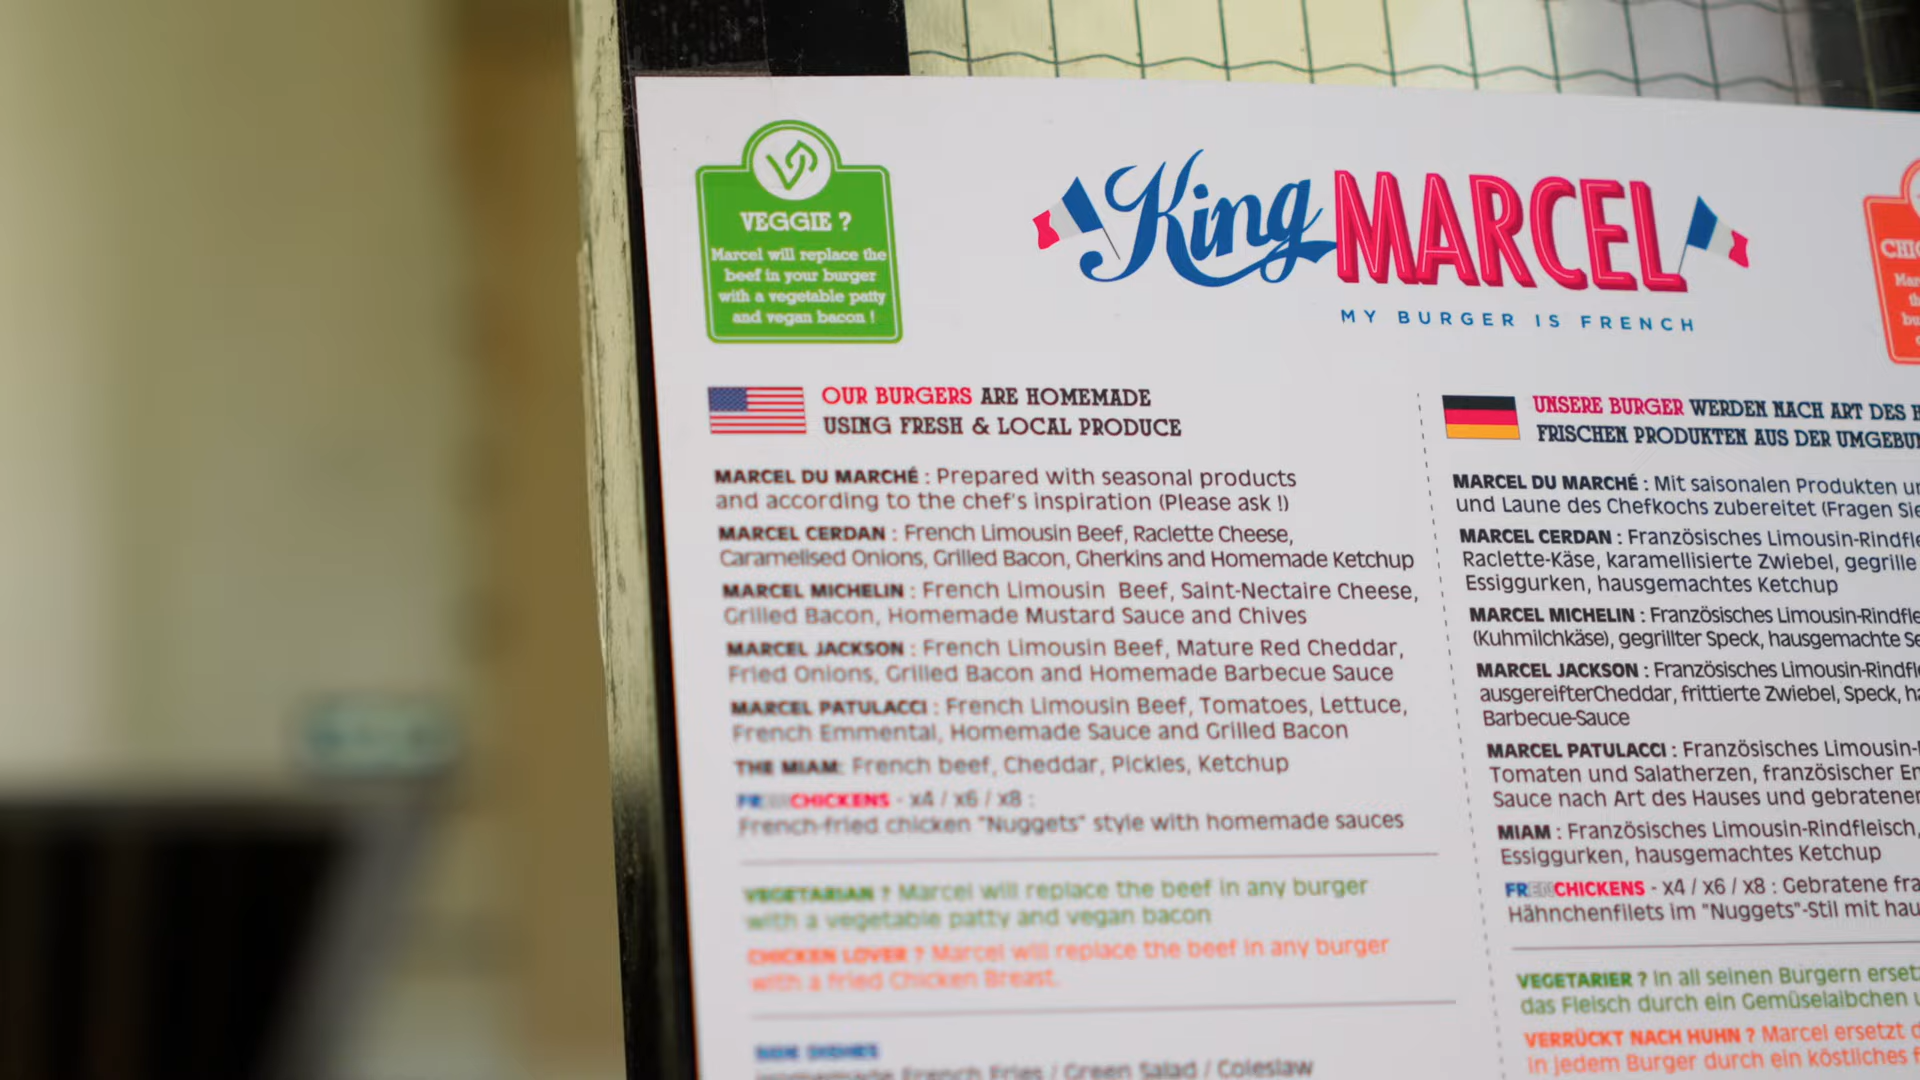 VEGGIE ?
Marcel will replace the
beef in your burger
with a vegetable patty
and vegan bacon !
King MARCEL
MY BURGER IS FRENCH
OUR BURGERS ARE HOMEMADE
USING FRESH & LOCAL PRODUCE
MARCEL DU MARCHÉ : Prepared with seasonal products
and according to the chef's inspiration (Please ask !)
MARCEL CERDAN : French Limousin Beef, Raclette Cheese,
Caramelised Onions, Grilled Bacon, Gherkins and Homemade Ketchup
MARCEL MICHELIN : French Limousin Beef, Saint-Nectaire Cheese,
Grilled Bacon, Homemade Mustard Sauce and Chives
MARCEL JACKSON : French Limousin Beef, Mature Red Cheddar,
Fried Onions, Grilled Bacon and Homemade Barbecue Sauce
MARCEL PATULACCI : French Limousin Beef, Tomatoes, Lettuce,
French Emmental, Homemade Sauce and Grilled Bacon
THE MIAM: French beef, Cheddar, Pickles, Ketchup
FRENCHICKENS - x4 / x6 / x8 :
French-fried chicken "Nuggets" style with homemade sauces
VEGETARIAN ? Marcel will replace the beef in any burger
with a vegetable patty and vegan bacon
CHICKEN LOVER ? Marcel will replace the beef in any burger
with a fried Chicken Breast.
SIDE DISHES
Homemade French Fries / Green Salad / Coleslaw
UNSERE BURGER WERDEN NACH ART DES
FRISCHEN PRODUKTEN AUS DER
MARCEL DU MARCHÉ : Mit saisonalen Produkten
und Laune des Chefkochs zubereitet (Fragen Sie
MARCEL CERDAN : Französisches
Raclette-Käse, karamellisierte Zwiebel,
Essiggurken, hausgemachtes Ketchup
MARCEL MICHELIN : Französisches
(Kuhmilchkäse), gegrillter Speck, hausgemachte
MARCEL JACKSON : Französisches
ausgereifterCheddar, frittierte Zwiebel, Speck,
Barbecue-Sauce
MARCEL PATULACCI : Französisches
Tomaten und Salatherzen, französischer
Sauce nach Art des Hauses und
MIAM : Französisches Limousin-Rindfleisch,
Essiggurken, hausgemachtes Ketchup
FRENCHICKENS - x4 / x6 / x8 : Gebratene
Hähnchenfilets im "Nuggets"-Stil mit
VEGETARIER ? In all seinen Burgern
das Fleisch durch ein Gemüselaibchen
VERRÜCKT NACH HUHN ? Marcel ersetzt
in jedem Burger durch ein köstliches